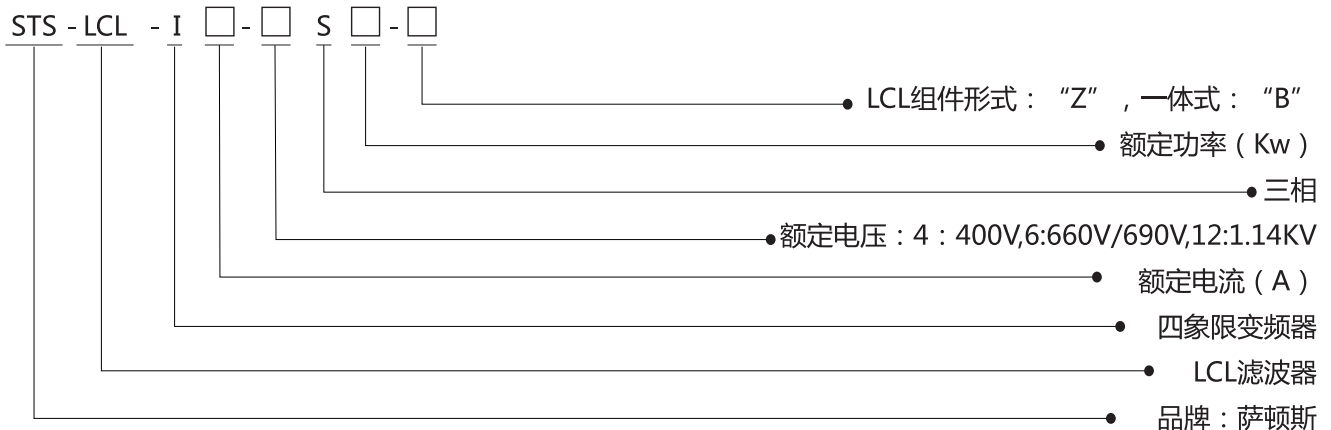 STS-LCL-I□-□S□-□
LCL组件形式：“Z”，一体式：“B”
额定功率（Kw）
三相
额定电压：4：400V,6:660V/690V,12:1.14KV
额定电流（A）
四象限变频器
LCL滤波器
品牌：萨顿斯